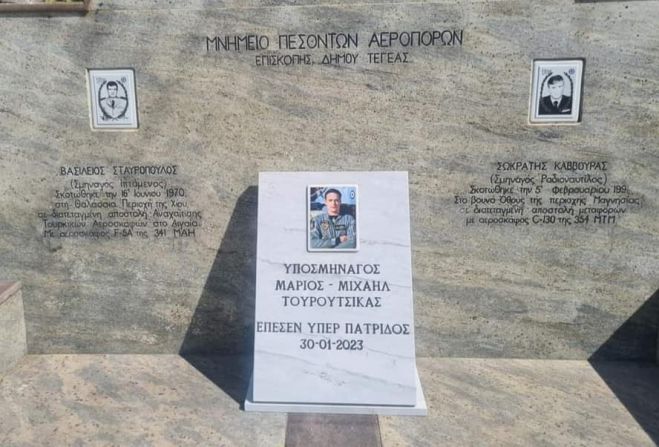 ΜΝΗΜΕΙΟ ΠΕΣΟΝΤΩΝ ΑΕΡΟΠΟΡΩΝ
ΕΠΙΣΚΟΠΗΣ, ΔΗΜΟΥ ΤΕΓΕΑΣ
ΒΑΣΙΛΕΙΟΣ ΣΤΑΥΡΟΠΟΥΛΟΣ
(Σμηναγός Ιπτάμενος)
Σκοτώθηκε την 16η Ιουνίου 1970
στη Θαλάσσια Περιοχή της Χίου
σε διατεταγμένη αποστολή Αναχαίτισης
Τουρκικών Αεροσκαφών στο Αιγαίο
Με αεροσκάφος F-5A της 341 ΜΑΗ
ΣΩΚΡΑΤΗΣ ΚΑΒΒΟΥΡΑΣ
(Σμηναγός Ραδιοναυτίλος)
Σκοτώθηκε την 5η Φεβρουαρίου 199
Στο βουνό Όθρυς της περιοχής Μαγνησίας
σε διατεταγμένη αποστολή μεταφορών
με αεροσκάφος C-130 της 354 ΜΤΜ
ΥΠΟΣΜΗΝΑΓΟΣ
ΜΑΡΙΟΣ - ΜΙΧΑΗΛ
ΤΟΥΡΟΥΤΣΙΚΑΣ
ΕΠΕΣΕΝ ΥΠΕΡ ΠΑΤΡΙΔΟΣ
30-01-2023